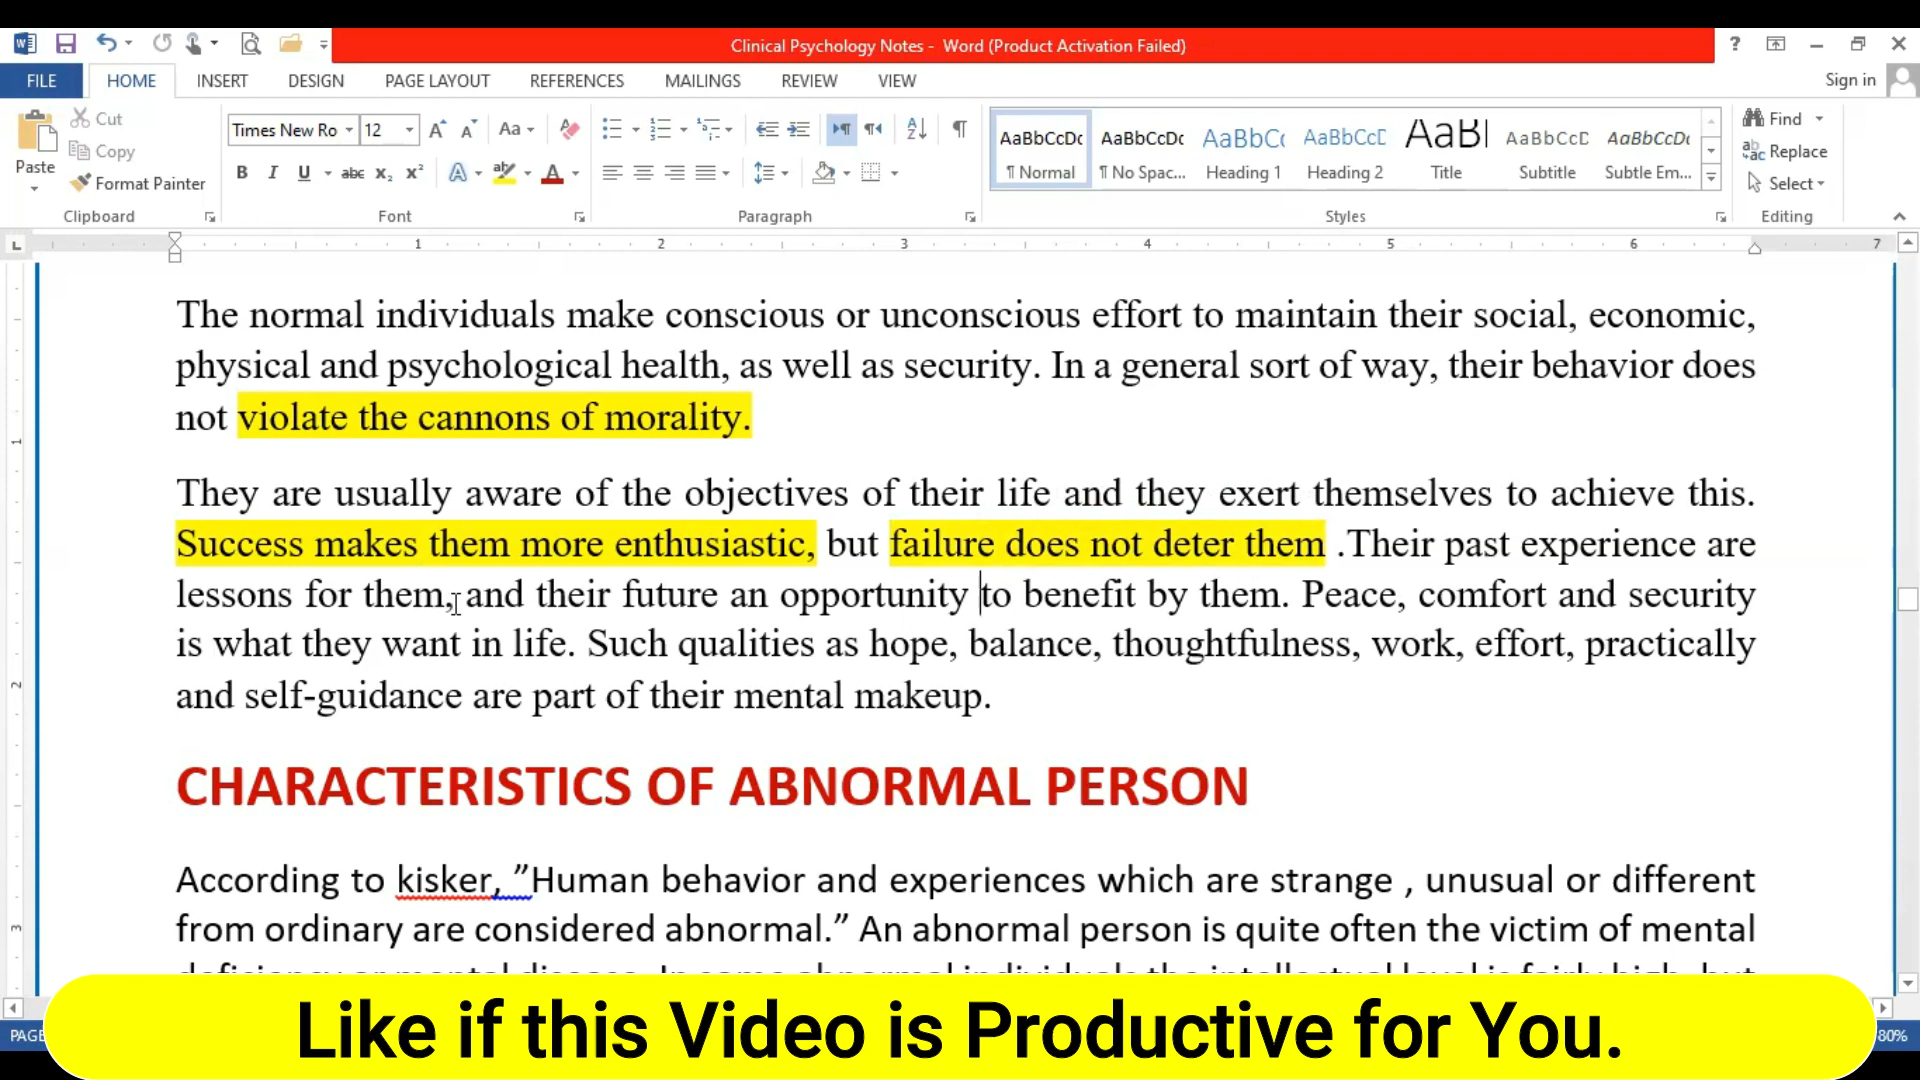 Clinical Psychology Notes - Word (Product Activation Failed)
FILE HOME INSERT DESIGN PAGE LAYOUT REFERENCES MAILINGS REVIEW VIEW Sign in
Paste Cut Copy Format Painter Clipboard
Times New Ro 12 Font
Paragraph
AaBbCcDc ¶ Normal
AaBbCcDc ¶ No Spac...
AaBbCc Heading 1
AaBbCcD Heading 2
AaBl Title
AaBbCcD Subtitle
AaBbCcDc Subtle Em...
Styles
Find Replace Select Editing
1 2 3 4 5 6 7
The normal individuals make conscious or unconscious effort to maintain their social, economic,
physical and psychological health, as well as security. In a general sort of way, their behavior does
not violate the cannons of morality.
They are usually aware of the objectives of their life and they exert themselves to achieve this.
Success makes them more enthusiastic, but failure does not deter them .Their past experience are
lessons for them, and their future an opportunity to benefit by them. Peace, comfort and security
is what they want in life. Such qualities as hope, balance, thoughtfulness, work, effort, practically
and self-guidance are part of their mental makeup.
CHARACTERISTICS OF ABNORMAL PERSON
According to kisker, ”Human behavior and experiences which are strange , unusual or different
from ordinary are considered abnormal.” An abnormal person is quite often the victim of mental
Like if this Video is Productive for You.
PAGE 80%